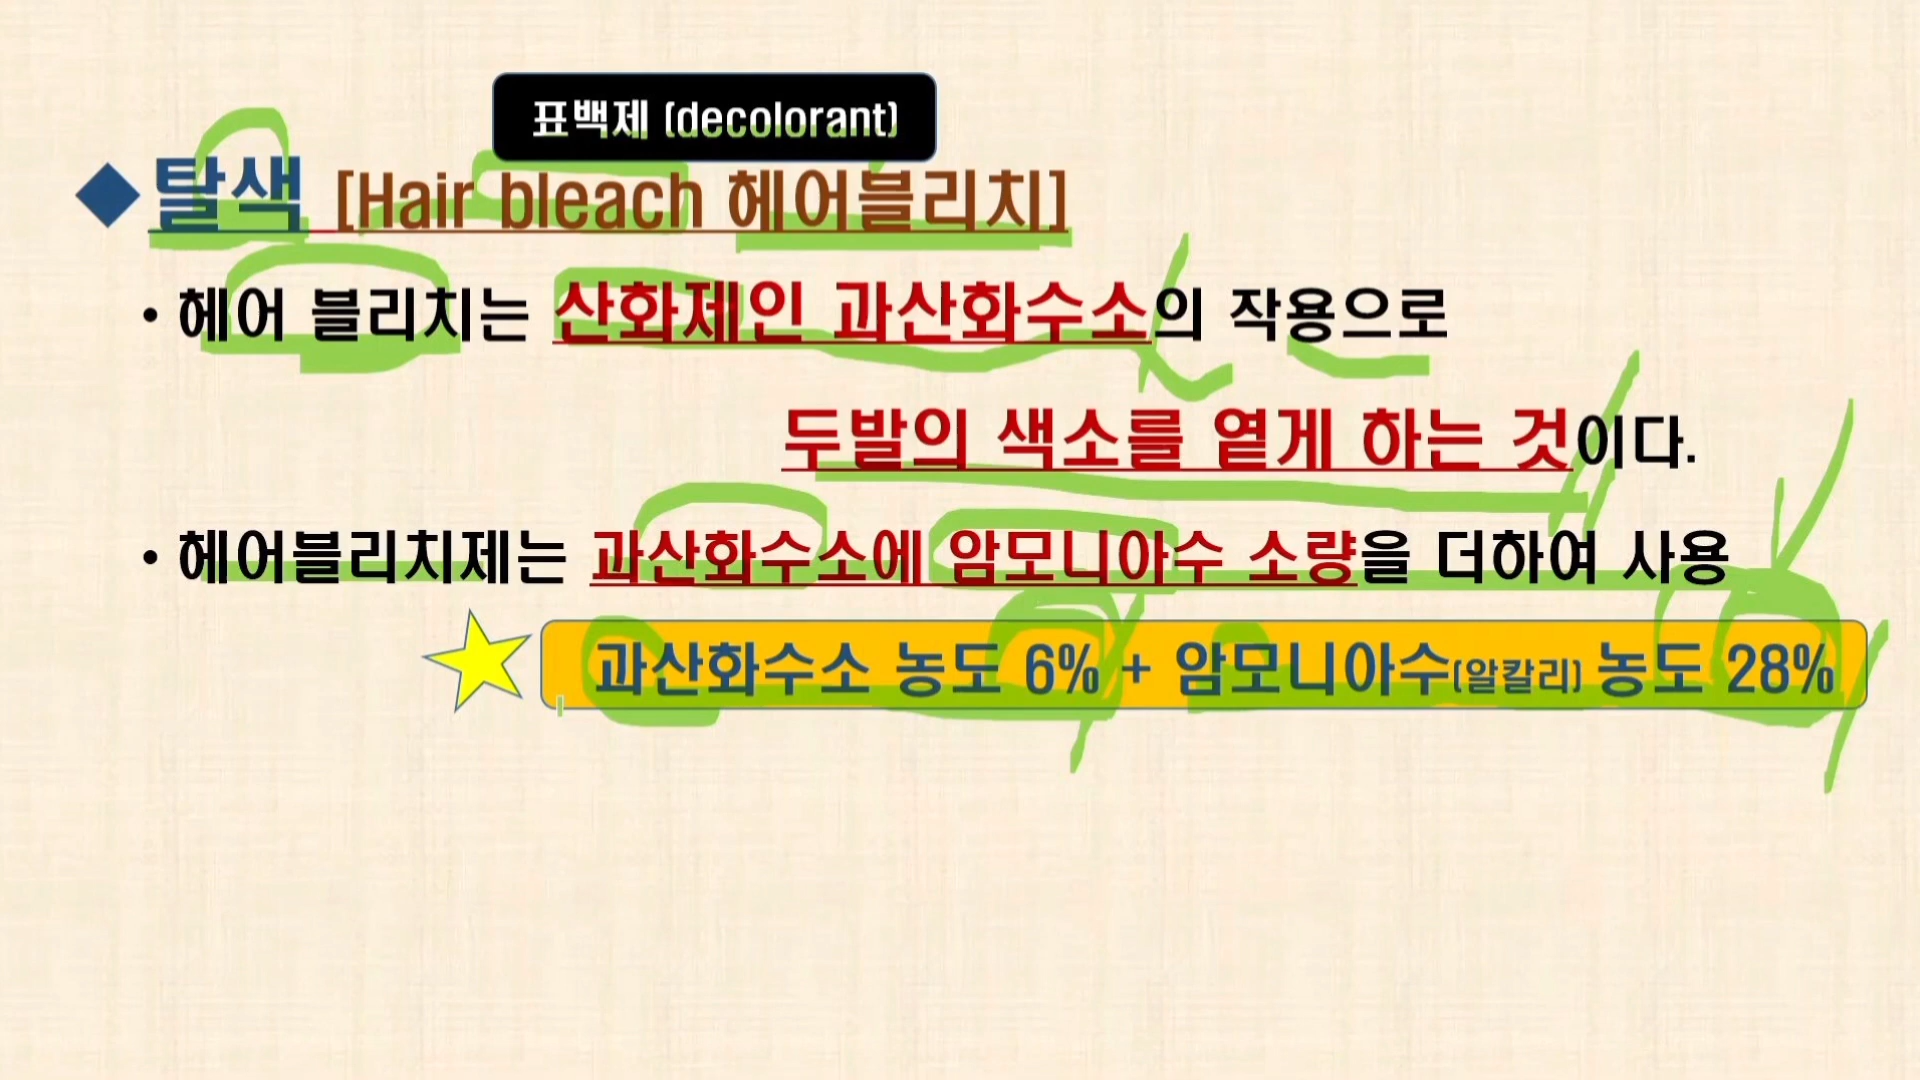 표백제 (decolorant)
탈색 [Hair bleach 헤어블리치]
• 헤어 블리치는 산화제인 과산화수소의 작용으로
두발의 색소를 옅게 하는 것이다.
• 헤어블리치제는 과산화수소에 암모니아수 소량을 더하여 사용
과산화수소 농도 6% + 암모니아수(알칼리) 농도 28%